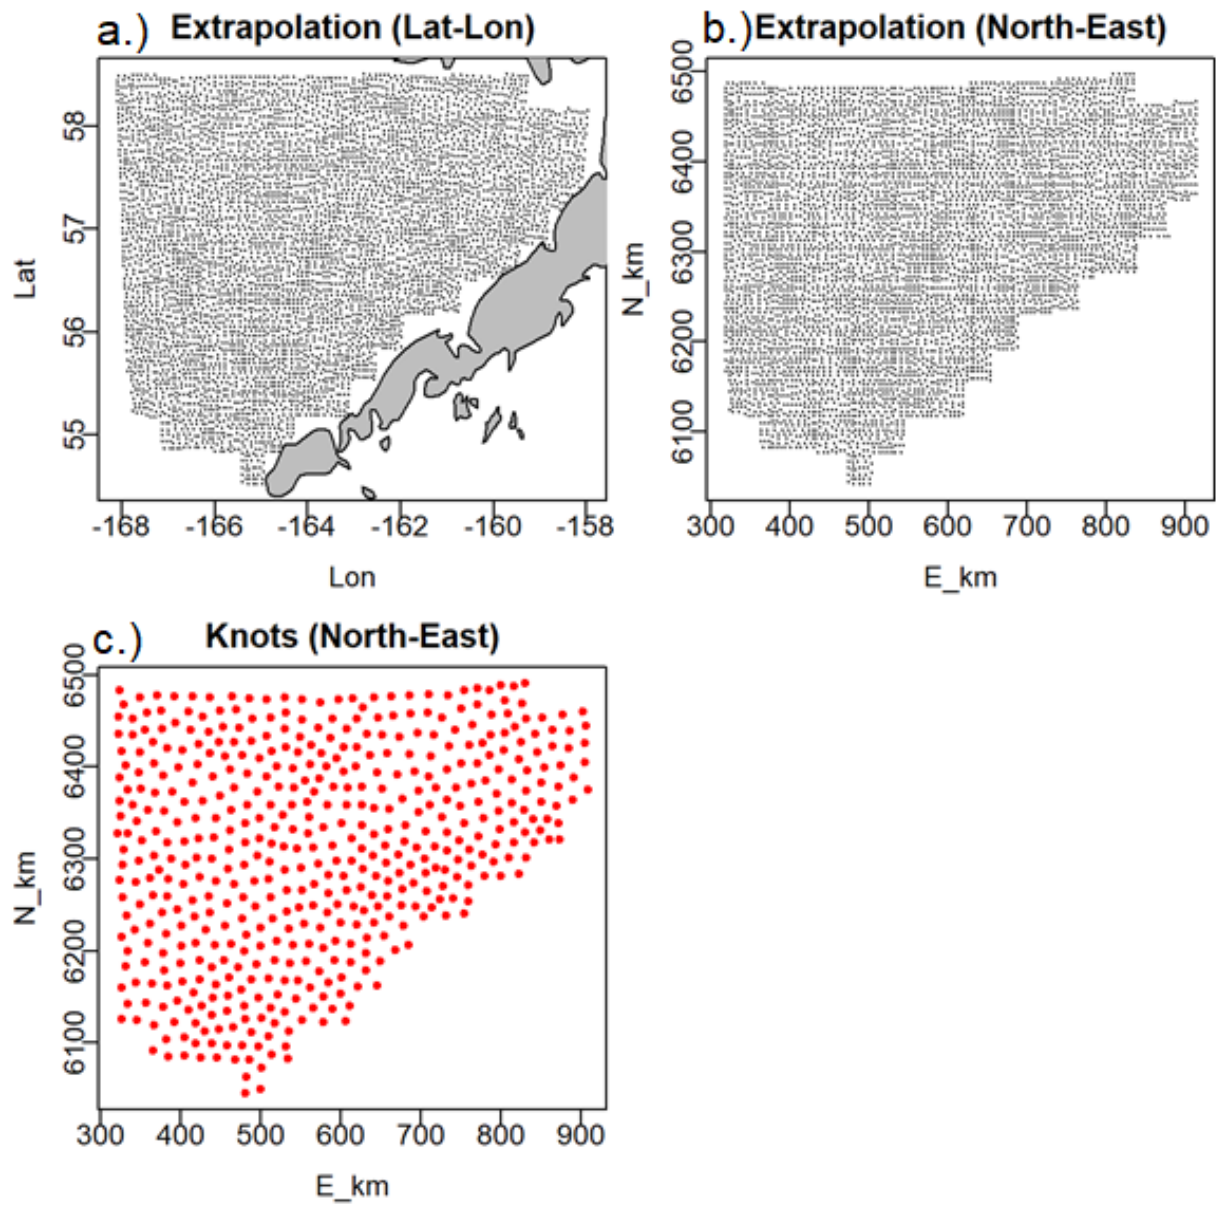 a.) Extrapolation (Lat-Lon)
58
57
56
55
Lat
-168 -166 -164 -162 -160 -158
Lon
b.) Extrapolation (North-East)
6500
6400
6300
6200
6100
N_km
300 400 500 600 700 800 900
E_km
c.) Knots (North-East)
6500
6400
6300
6200
6100
N_km
300 400 500 600 700 800 900
E_km